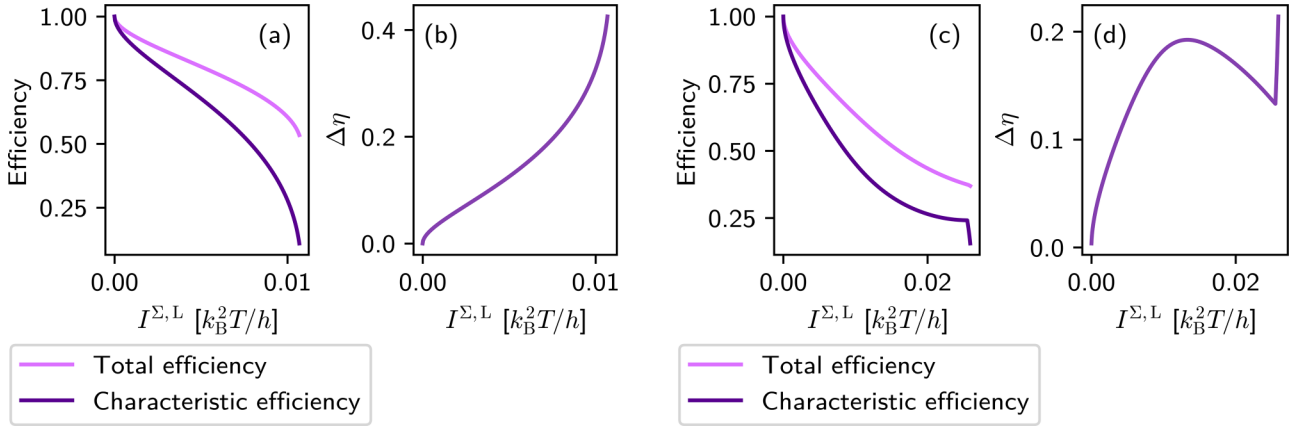 1.00
0.75
0.50
0.25
Efficiency
(a)
0.00
0.01
I^{Σ, L} [k_B^2 T/h]
0.4
0.2
0.0
Δη
(b)
0.00
0.01
I^{Σ, L} [k_B^2 T/h]
Total efficiency
Characteristic efficiency
1.00
0.75
0.50
0.25
Efficiency
(c)
0.00
0.02
I^{Σ, L} [k_B^2 T/h]
0.2
0.1
0.0
Δη
(d)
0.00
0.02
I^{Σ, L} [k_B^2 T/h]
Total efficiency
Characteristic efficiency